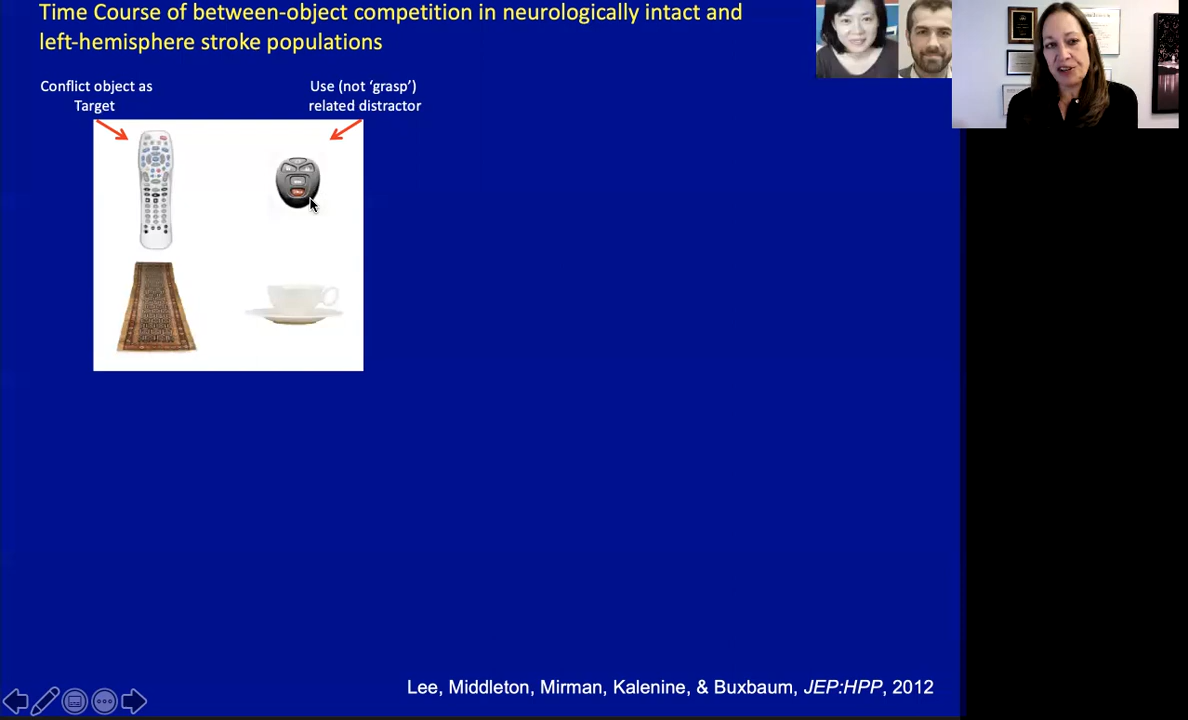 Time Course of between-object competition in neurologically intact and
left-hemisphere stroke populations
Conflict object as
Target
Use (not ‘grasp’)
related distractor
Lee, Middleton, Mirman, Kalenine, & Buxbaum, JEP:HPP, 2012